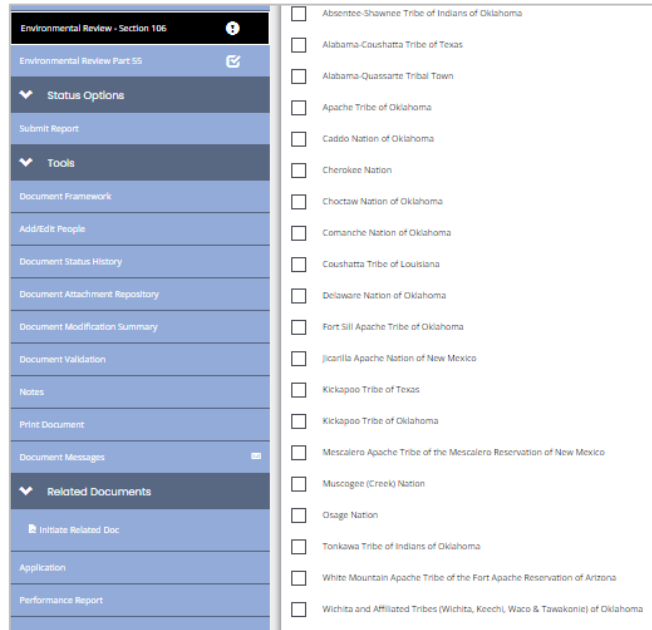 Environmental Review - Section 106
Environmental Review Part 55
Status Options
Submit Report
Tools
Document Framework
Add/Edit People
Document Status History
Document Attachment Repository
Document Modification Summary
Document Validation
Notes
Print Document
Document Messages
Related Documents
Initiate Related Doc
Application
Performance Report
Absentee-Shawnee Tribe of Indians of Oklahoma
Alabama-Coushatta Tribe of Texas
Alabama-Quassarte Tribal Town
Apache Tribe of Oklahoma
Caddo Nation of Oklahoma
Cherokee Nation
Choctaw Nation of Oklahoma
Comanche Nation of Oklahoma
Coushatta Tribe of Louisiana
Delaware Nation of Oklahoma
Fort Sill Apache Tribe of Oklahoma
Jicarilla Apache Nation of New Mexico
Kickapoo Tribe of Texas
Kickapoo Tribe of Oklahoma
Mescalero Apache Tribe of the Mescalero Reservation of New Mexico
Muscogee (Creek) Nation
Osage Nation
Tonkawa Tribe of Indians of Oklahoma
White Mountain Apache Tribe of the Fort Apache Reservation of Arizona
Wichita and Affiliated Tribes (Wichita, Keechi, Waco & Tawakonie) of Oklahoma